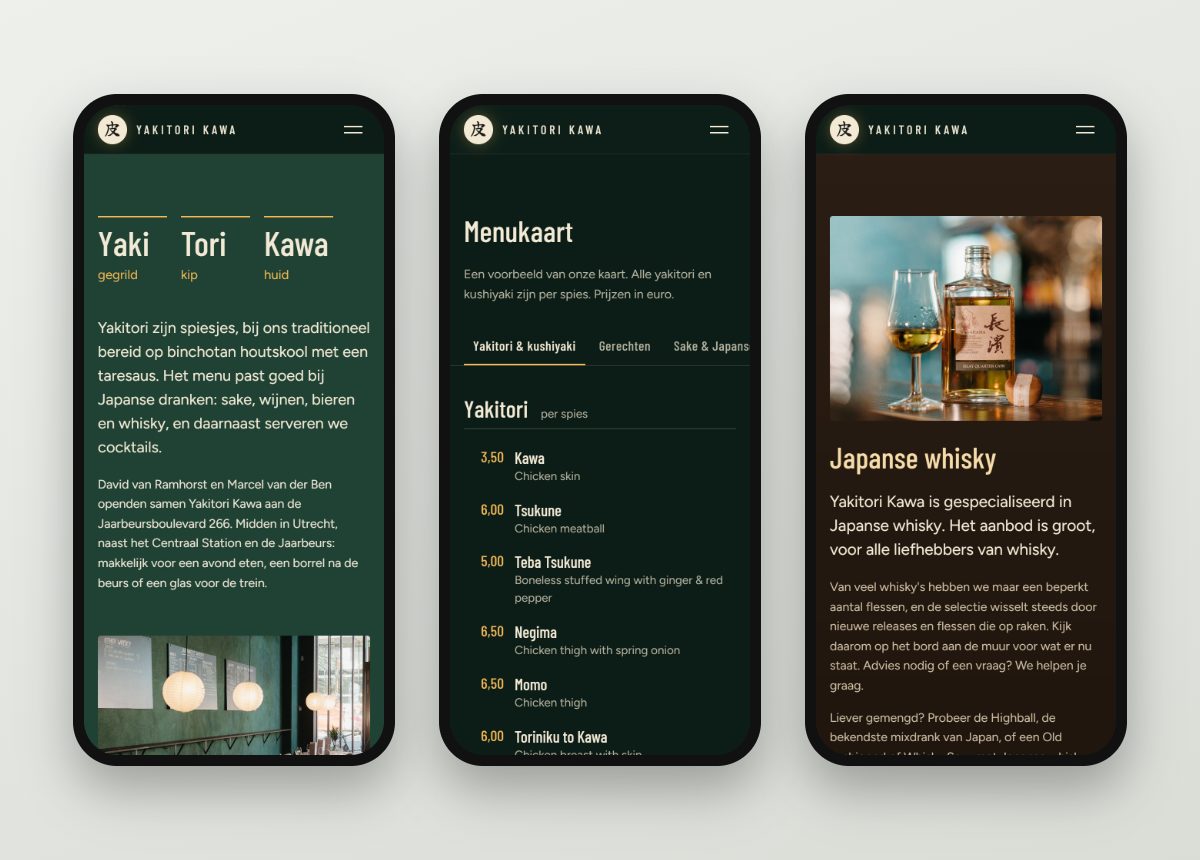 皮 YAKITORI KAWA
Yaki Tori Kawa
gegrild kip huid
Yakitori zijn spiesjes, bij ons traditioneel
bereid op binchotan houtskool met een
taresaus. Het menu past goed bij
Japanse dranken: sake, wijnen, bieren
en whisky, en daarnaast serveren we
cocktails.
David van Ramhorst en Marcel van der Ben
openden samen Yakitori Kawa aan de
Jaarbeursboulevard 266. Midden in Utrecht,
naast het Centraal Station en de Jaarbeurs:
makkelijk voor een avond eten, een borrel na de
beurs of een glas voor de trein.
皮 YAKITORI KAWA
Menukaart
Een voorbeeld van onze kaart. Alle yakitori en
kushiyaki zijn per spies. Prijzen in euro.
Yakitori & kushiyaki Gerechten Sake & Japans
Yakitori per spies
3,50 Kawa
Chicken skin
6,00 Tsukune
Chicken meatball
5,00 Teba Tsukune
Boneless stuffed wing with ginger & red
pepper
6,50 Negima
Chicken thigh with spring onion
6,50 Momo
Chicken thigh
6,00 Toriniku to Kawa
Chicken breast with skin
皮 YAKITORI KAWA
長濱
ISLAY QUARTER CASK
Japanse whisky
Yakitori Kawa is gespecialiseerd in
Japanse whisky. Het aanbod is groot,
voor alle liefhebbers van whisky.
Van veel whisky's hebben we maar een beperkt
aantal flessen, en de selectie wisselt steeds door
nieuwe releases en flessen die op raken. Kijk
daarom op het bord aan de muur voor wat er nu
staat. Advies nodig of een vraag? We helpen je
graag.
Liever gemengd? Probeer de Highball, de
bekendste mixdrank van Japan, of een Old